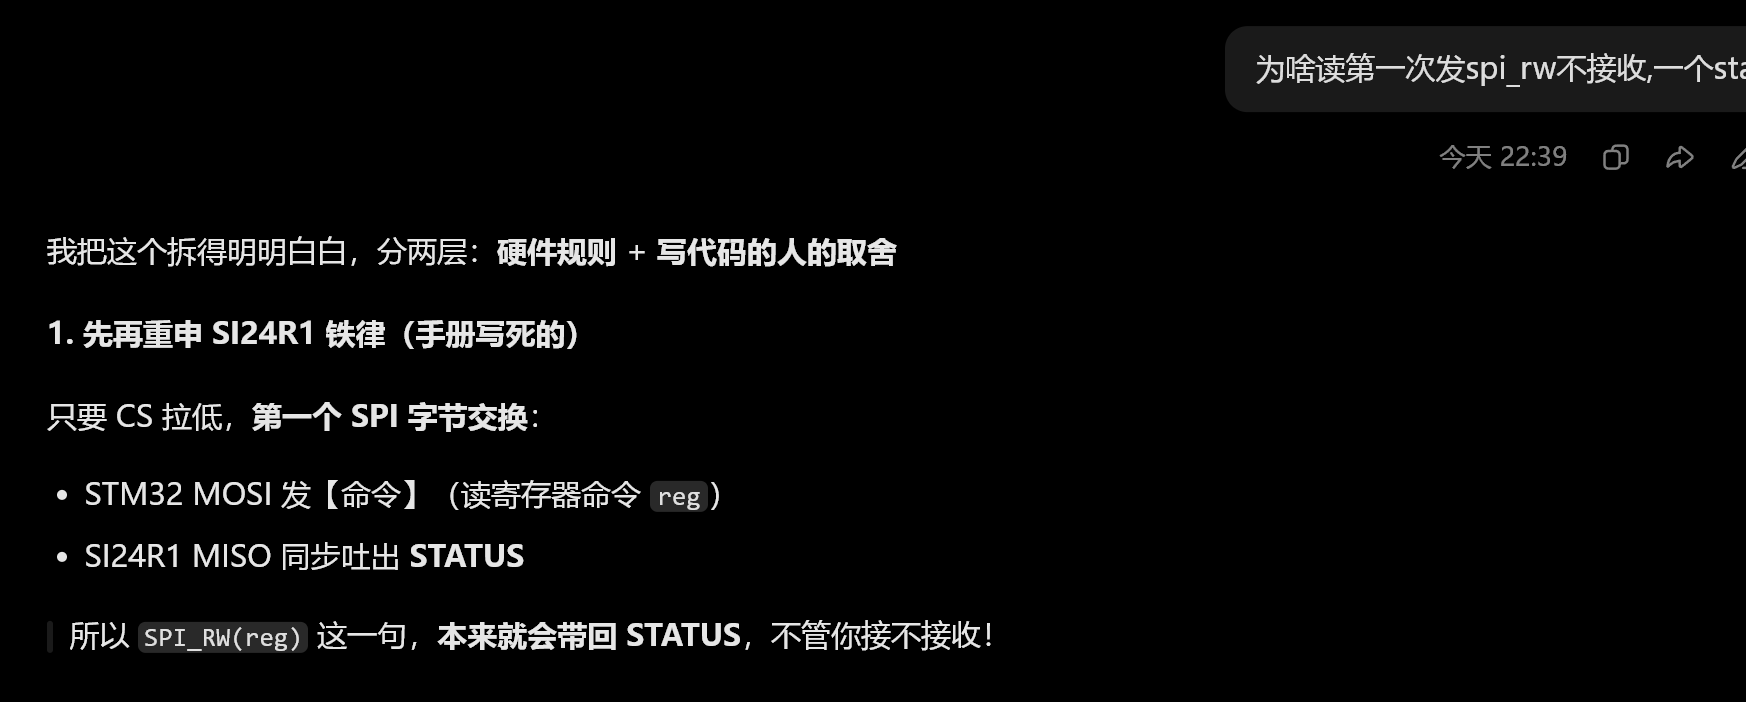 为啥读第一次发spi_rw不接收,一个sta
今天 22:39
我把这个拆得明明白白，分两层：硬件规则 + 写代码的人的取舍
1. 先再重申 SI24R1 铁律（手册写死的）
只要 CS 拉低，第一个 SPI 字节交换：
• STM32 MOSI 发【命令】（读寄存器命令 reg）
• SI24R1 MISO 同步吐出 STATUS
所以 SPI_RW(reg) 这一句，本来就会带回 STATUS，不管你接不接收！